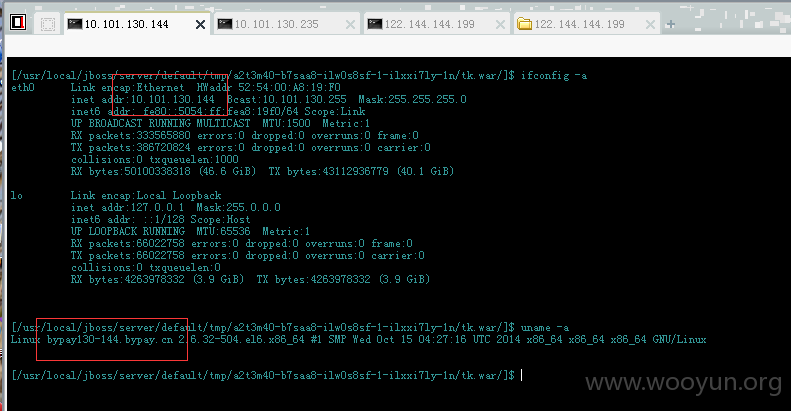 10.101.130.144 10.101.130.235 122.144.144.199 122.144.144.199
[/usr/local/jboss/server/default/tmp/a2t3m40-b7saa8-ilw0s8sf-1-ilxxi7ly-1n/tk.war/]$ ifconfig -a
eth0 Link encap:Ethernet HWaddr 52:54:00:A8:19:F0
inet addr:10.101.130.144 Bcast:10.101.130.255 Mask:255.255.255.0
inet6 addr: fe80::5054:ff:fea8:19f0/64 Scope:Link
UP BROADCAST RUNNING MULTICAST MTU:1500 Metric:1
RX packets:333565880 errors:0 dropped:0 overruns:0 frame:0
TX packets:386720824 errors:0 dropped:0 overruns:0 carrier:0
collisions:0 txqueuelen:1000
RX bytes:50100338318 (46.6 GiB) TX bytes:43112936779 (40.1 GiB)
lo Link encap:Local Loopback
inet addr:127.0.0.1 Mask:255.0.0.0
inet6 addr: ::1/128 Scope:Host
UP LOOPBACK RUNNING MTU:65536 Metric:1
RX packets:66022758 errors:0 dropped:0 overruns:0 frame:0
TX packets:66022758 errors:0 dropped:0 overruns:0 carrier:0
collisions:0 txqueuelen:0
RX bytes:4263978332 (3.9 GiB) TX bytes:4263978332 (3.9 GiB)
[/usr/local/jboss/server/default/tmp/a2t3m40-b7saa8-ilw0s8sf-1-ilxxi7ly-1n/tk.war/]$ uname -a
Linux bypay130-144.bypay.cn 2.6.32-504.el6.x86_64 #1 SMP Wed Oct 15 04:27:16 UTC 2014 x86_64 x86_64 x86_64 GNU/Linux
[/usr/local/jboss/server/default/tmp/a2t3m40-b7saa8-ilw0s8sf-1-ilxxi7ly-1n/tk.war/]$
www.wooyun.org